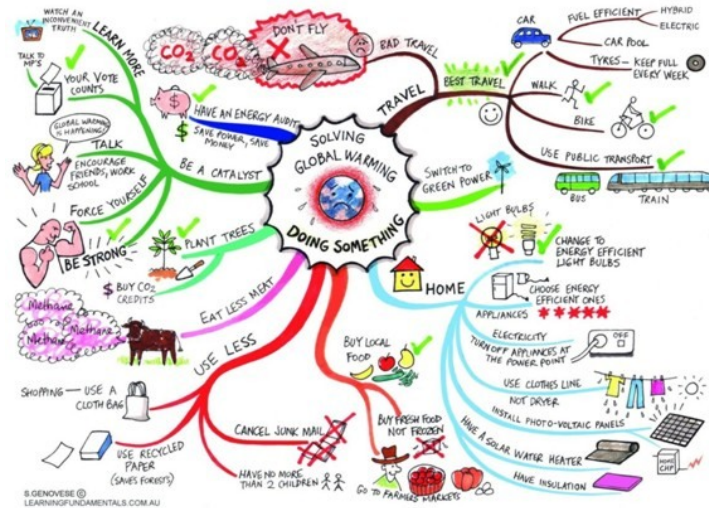 SOLVING
GLOBAL WARMING
DOING SOMETHING
TRAVEL
BAD TRAVEL
DON'T FLY
CO2
CO2
BEST TRAVEL
CAR
FUEL EFFICIENT
HYBRID
ELECTRIC
CAR POOL
TYRES – KEEP FULL
EVERY WEEK
WALK
BIKE
USE PUBLIC TRANSPORT
BUS
TRAIN
SWITCH TO
GREEN POWER
HOME
LIGHT BULBS
CHANGE TO
ENERGY EFFICIENT
LIGHT BULBS
APPLIANCES
CHOOSE ENERGY
EFFICIENT ONES
ELECTRICITY
TURN OFF APPLIANCES AT
THE POWER POINT
OFF
USE CLOTHES LINE
NOT DRYER
INSTALL PHOTO-VOLTAIC PANELS
HAVE A SOLAR WATER HEATER
HOME
CHP
HAVE INSULATION
BUY LOCAL
FOOD
BUY FRESH FOOD
NOT FROZEN
GO TO FARMERS MARKETS
USE LESS
SHOPPING – USE A
CLOTH BAG
USE RECYCLED
PAPER
(SAVES FORESTS)
CANCEL JUNK MAIL
HAVE NO MORE
THAN 2 CHILDREN
EAT LESS MEAT
Methane
Methane
Methane
PLANT TREES
$ BUY CO2
CREDITS
BE A CATALYST
LEARN MORE
WATCH AN
INCONVENIENT
TRUTH
TALK TO
MP'S
YOUR VOTE
COUNTS
GLOBAL WARMING
IS HAPPENING!
TALK
ENCOURAGE
FRIENDS, WORK
SCHOOL
FORCE YOURSELF
BE STRONG
HAVE AN ENERGY AUDIT
$ SAVE POWER, SAVE
MONEY
$
S.GENOVESE ©
LEARNINGFUNDAMENTALS.COM.AU